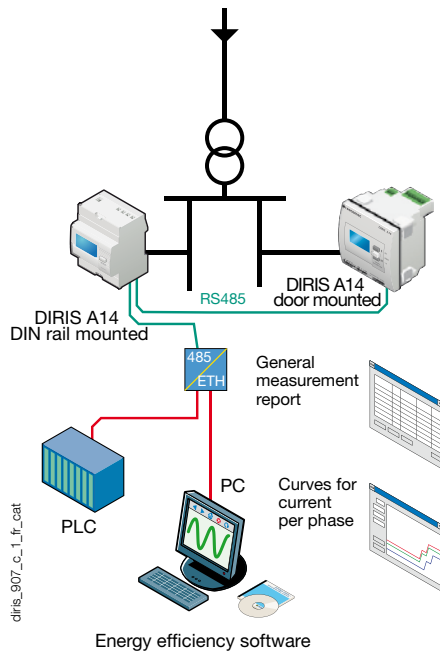 RS485
DIRIS A14
door mounted
DIRIS A14
DIN rail mounted
485
ETH
General
measurement
report
PLC
PC
Curves for
current
per phase
diris_907_c_1_fr_cat
Energy efficiency software